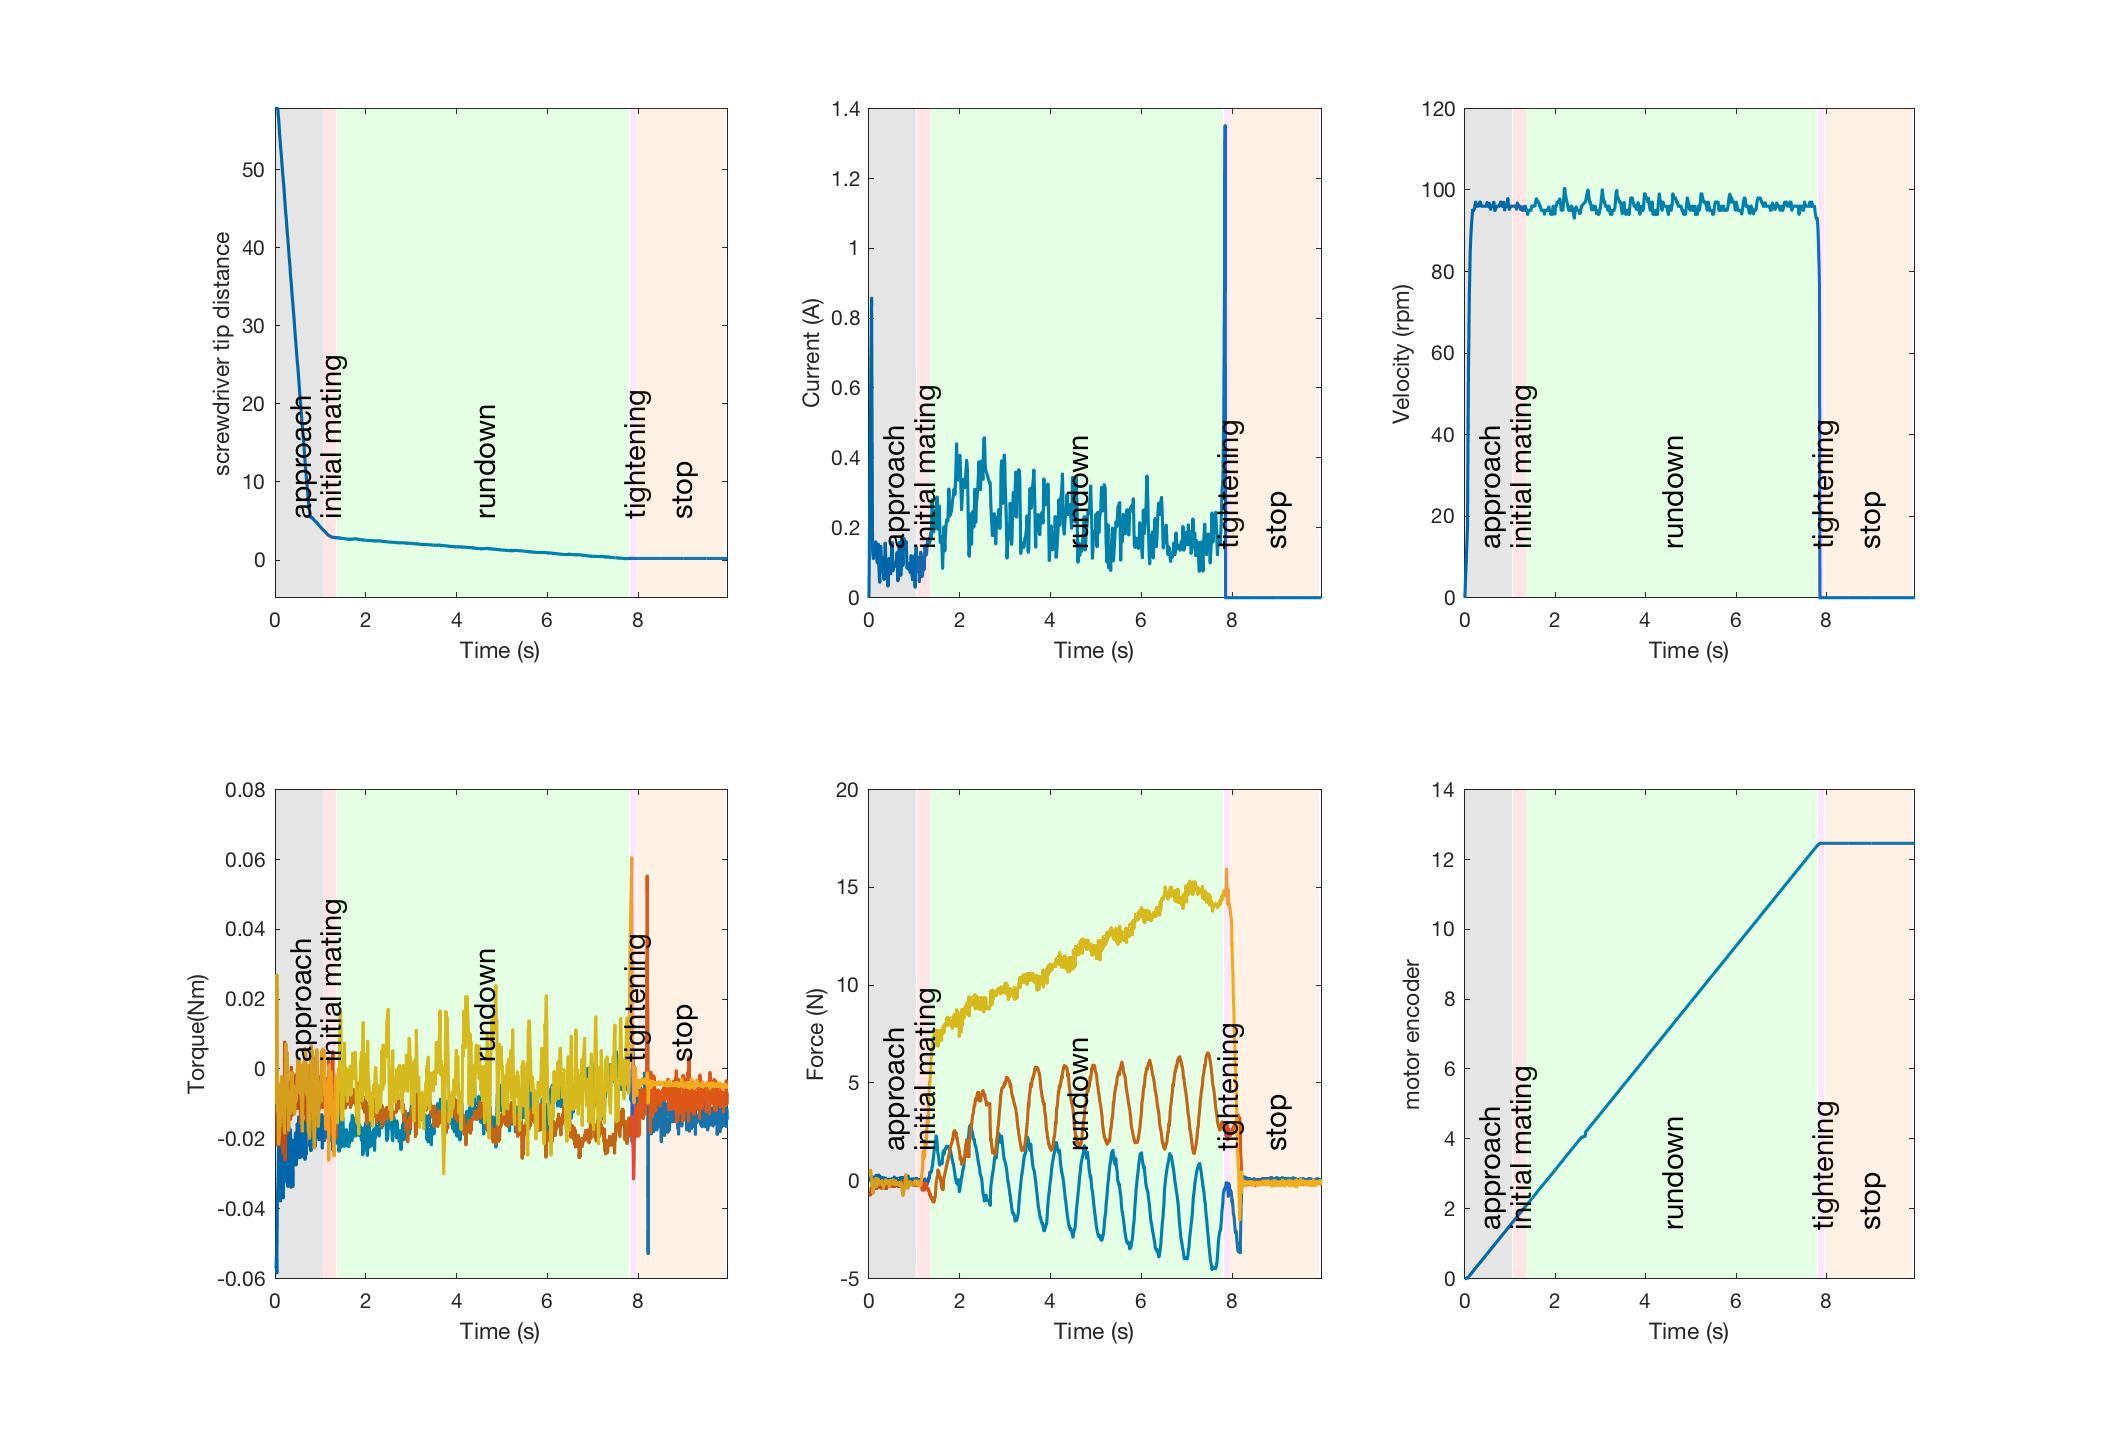 screwdriver tip distance
50
40
30
20
10
0
approach
initial mating
rundown
tightening
stop
0 2 4 6 8
Time (s)
Current (A)
1.4
1.2
1
0.8
0.6
0.4
0.2
0
approach
initial mating
rundown
tightening
stop
0 2 4 6 8
Time (s)
Velocity (rpm)
120
100
80
60
40
20
0
approach
initial mating
rundown
tightening
stop
0 2 4 6 8
Time (s)
Torque(Nm)
0.08
0.06
0.04
0.02
0
-0.02
-0.04
-0.06
approach
initial mating
rundown
tightening
stop
0 2 4 6 8
Time (s)
Force (N)
20
15
10
5
0
-5
approach
initial mating
rundown
tightening
stop
0 2 4 6 8
Time (s)
motor encoder
14
12
10
8
6
4
2
0
approach
initial mating
rundown
tightening
stop
0 2 4 6 8
Time (s)